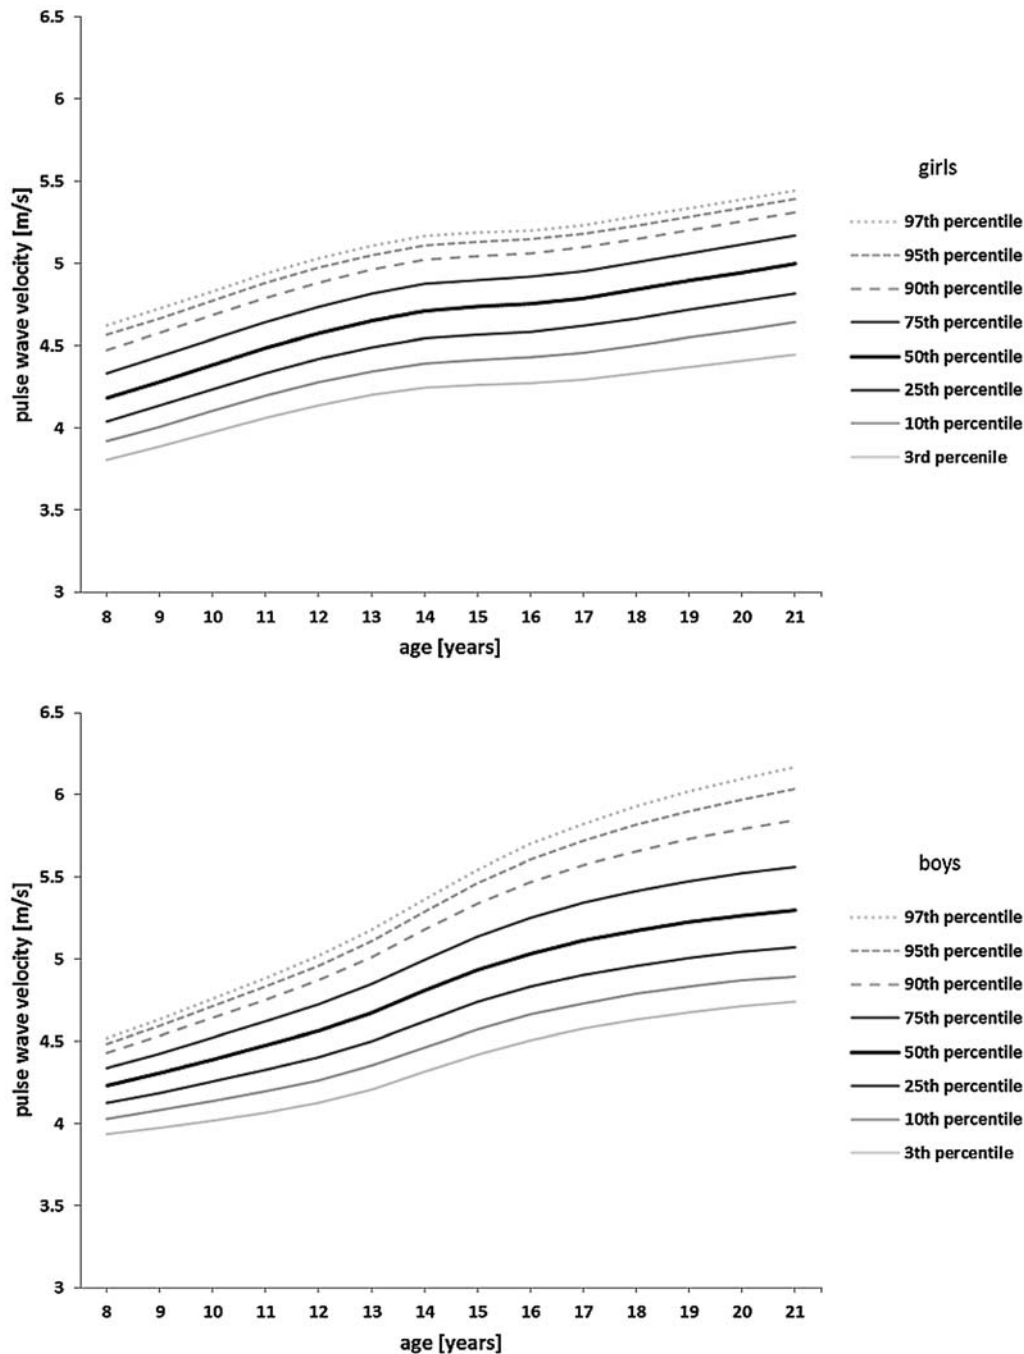 6.5
6
5.5
5
4.5
4
3.5
3
pulse wave velocity [m/s]
8 9 10 11 12 13 14 15 16 17 18 19 20 21
age [years]
girls
97th percentile
95th percentile
90th percentile
75th percentile
50th percentile
25th percentile
10th percentile
3rd percenile
6.5
6
5.5
5
4.5
4
3.5
3
pulse wave velocity [m/s]
8 9 10 11 12 13 14 15 16 17 18 19 20 21
age [years]
boys
97th percentile
95th percentile
90th percentile
75th percentile
50th percentile
25th percentile
10th percentile
3th percentile